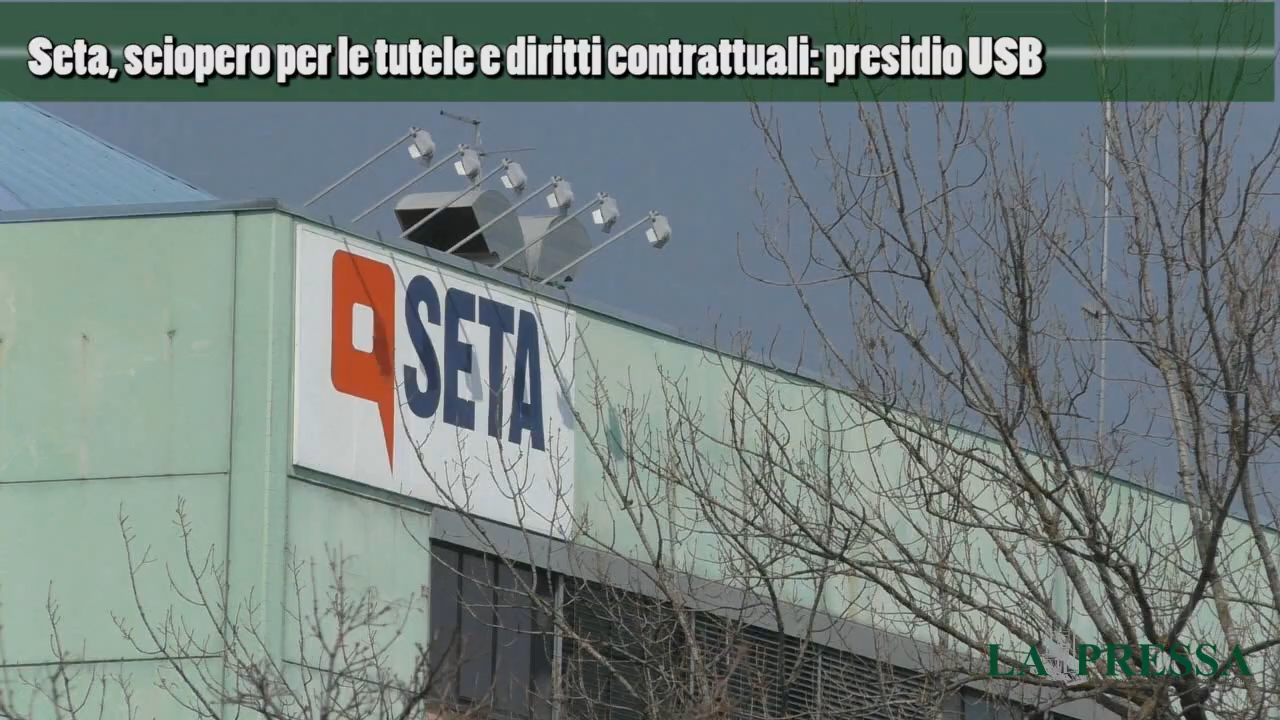 Seta, sciopero per le tutele e diritti contrattuali: presidio USB
SETA
LA PRESSA